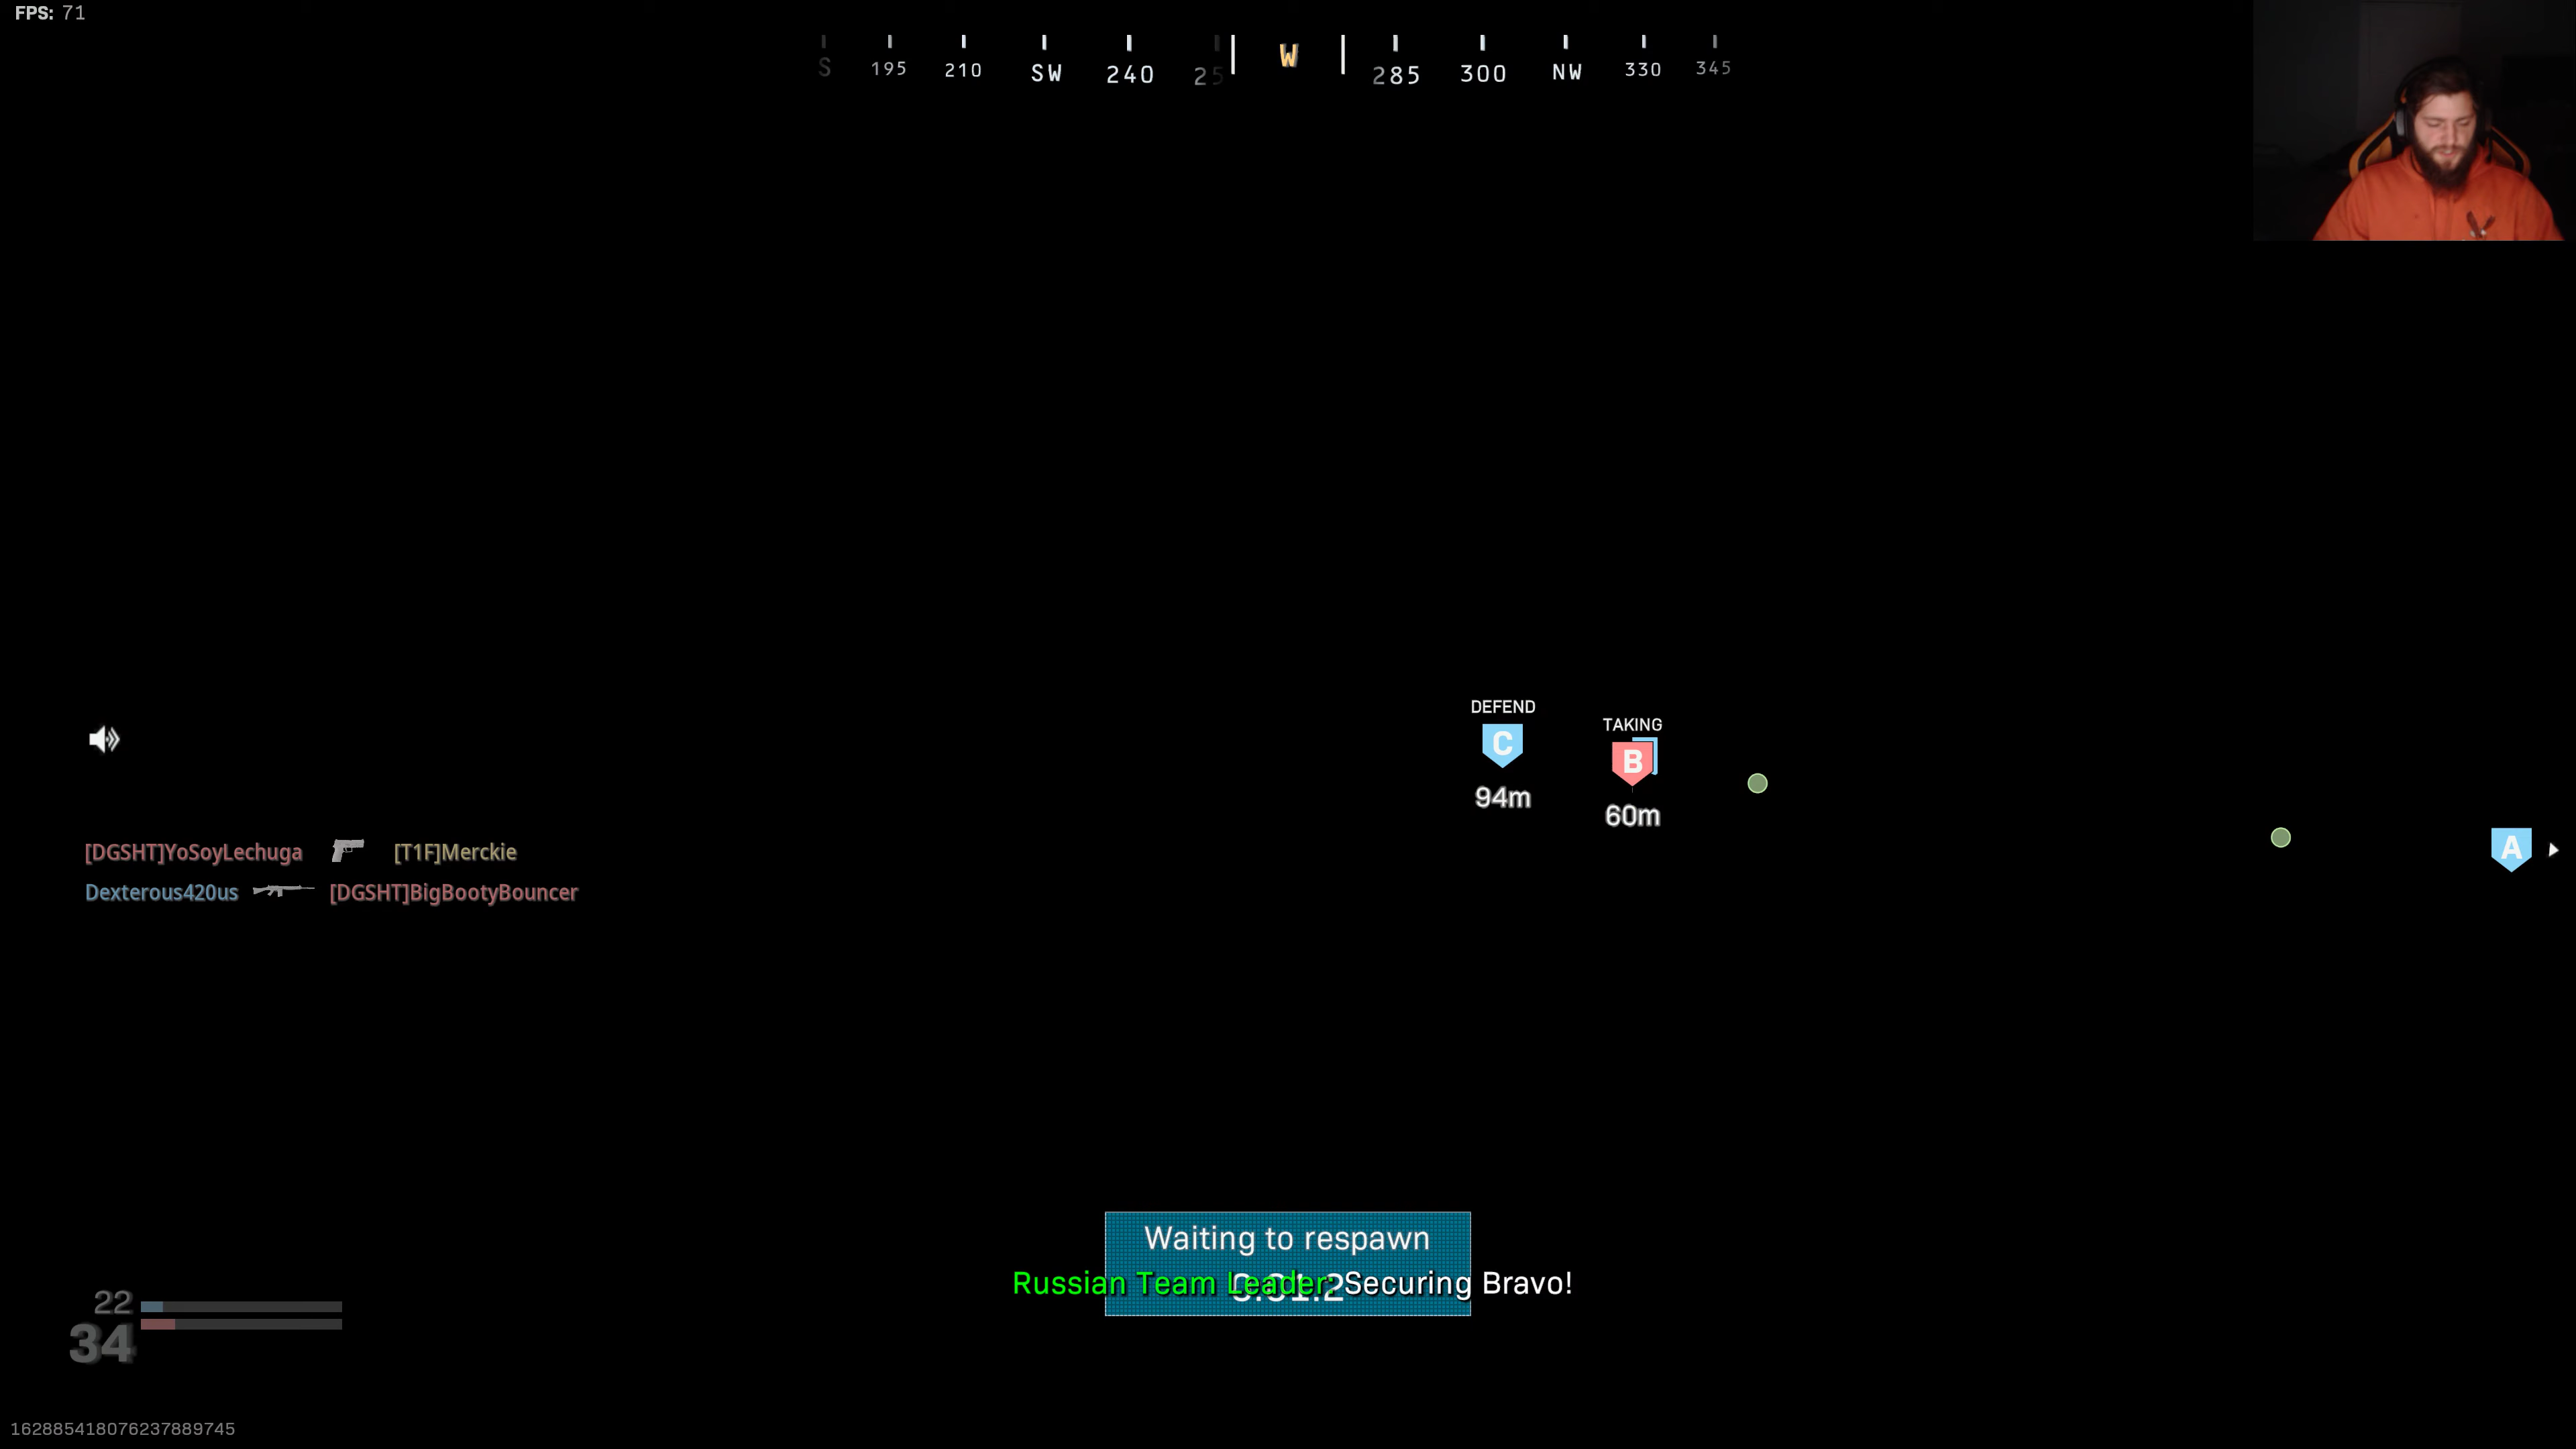 FPS: 71
S 195 210 SW 240 W 285 300 NW 330 345
DEFEND
C
94m
TAKING
B
60m
A
[DGSHT]YoSoyLechuga [T1F]Merckie
Dexterous420us [DGSHT]BigBootyBouncer
Waiting to respawn
Russian Team Leader: Securing Bravo!
22
34
162885418076237889745